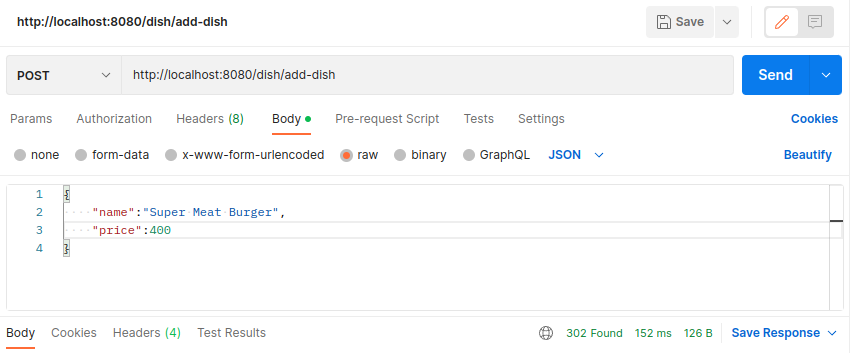 http://localhost:8080/dish/add-dish Save
POST http://localhost:8080/dish/add-dish Send
Params Authorization Headers (8) Body Pre-request Script Tests Settings Cookies
none form-data x-www-form-urlencoded raw binary GraphQL JSON Beautify
1 {
2 "name":"Super Meat Burger",
3 "price":400
4 }
Body Cookies Headers (4) Test Results 302 Found 152 ms 126 B Save Response